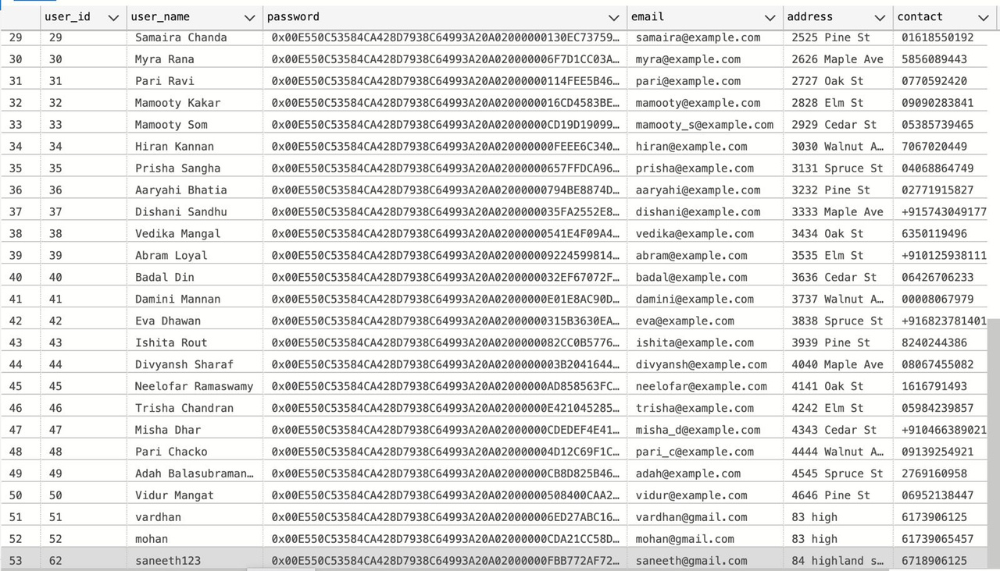 user_id user_name password email address contact
29 29 Samaira Chanda 0x00E550C53584CA428D7938C64993A20A02000000130EC73759… samaira@example.com 2525 Pine St 01618550192
30 30 Myra Rana 0x00E550C53584CA428D7938C64993A20A020000006F7D1CC03A… myra@example.com 2626 Maple Ave 5856089443
31 31 Pari Ravi 0x00E550C53584CA428D7938C64993A20A02000000114FEE5B46… pari@example.com 2727 Oak St 0770592420
32 32 Mamooty Kakar 0x00E550C53584CA428D7938C64993A20A0200000016CD4583BE… mamooty@example.com 2828 Elm St 09090283841
33 33 Mamooty Som 0x00E550C53584CA428D7938C64993A20A02000000CD19D19099… mamooty_s@example.com 2929 Cedar St 05385739465
34 34 Hiran Kannan 0x00E550C53584CA428D7938C64993A20A020000000FEEE6C340… hiran@example.com 3030 Walnut A… 7067020449
35 35 Prisha Sangha 0x00E550C53584CA428D7938C64993A20A02000000657FFDCA96… prisha@example.com 3131 Spruce St 04068864749
36 36 Aaryahi Bhatia 0x00E550C53584CA428D7938C64993A20A02000000794BE8874D… aaryahi@example.com 3232 Pine St 02771915827
37 37 Dishani Sandhu 0x00E550C53584CA428D7938C64993A20A0200000035FA2552E8… dishani@example.com 3333 Maple Ave +915743049177
38 38 Vedika Mangal 0x00E550C53584CA428D7938C64993A20A02000000541E4F09A4… vedika@example.com 3434 Oak St 6350119496
39 39 Abram Loyal 0x00E550C53584CA428D7938C64993A20A020000009224599814… abram@example.com 3535 Elm St +910125938111
40 40 Badal Din 0x00E550C53584CA428D7938C64993A20A0200000032EF67072F… badal@example.com 3636 Cedar St 06426706233
41 41 Damini Mannan 0x00E550C53584CA428D7938C64993A20A02000000E01E8AC90D… damini@example.com 3737 Walnut A… 00008067979
42 42 Eva Dhawan 0x00E550C53584CA428D7938C64993A20A02000000315B3630EA… eva@example.com 3838 Spruce St +916823781401
43 43 Ishita Rout 0x00E550C53584CA428D7938C64993A20A0200000082CC0B5776… ishita@example.com 3939 Pine St 8240244386
44 44 Divyansh Sharaf 0x00E550C53584CA428D7938C64993A20A020000003B2041644… divyansh@example.com 4040 Maple Ave 08067455082
45 45 Neelofar Ramaswamy 0x00E550C53584CA428D7938C64993A20A02000000AD858563FC… neelofar@example.com 4141 Oak St 1616791493
46 46 Trisha Chandran 0x00E550C53584CA428D7938C64993A20A02000000E421045285… trisha@example.com 4242 Elm St 05984239857
47 47 Misha Dhar 0x00E550C53584CA428D7938C64993A20A02000000CDEDEF4E41… misha_d@example.com 4343 Cedar St +910466389021
48 48 Pari Chacko 0x00E550C53584CA428D7938C64993A20A020000004D12C69F1C… pari_c@example.com 4444 Walnut A… 09139254921
49 49 Adah Balasubraman… 0x00E550C53584CA428D7938C64993A20A02000000CB8D825B46… adah@example.com 4545 Spruce St 2769160958
50 50 Vidur Mangat 0x00E550C53584CA428D7938C64993A20A02000000508400CAA2… vidur@example.com 4646 Pine St 06952138447
51 51 vardhan 0x00E550C53584CA428D7938C64993A20A020000006ED27ABC16… vardhan@gmail.com 83 high 6173906125
52 52 mohan 0x00E550C53584CA428D7938C64993A20A02000000CDA21CC58D… mohan@gmail.com 83 high 61739065457
53 62 saneeth123 0x00E550C53584CA428D7938C64993A20A02000000FBB772AF72… saneeth@gmail.com 84 highland s… 6718906125